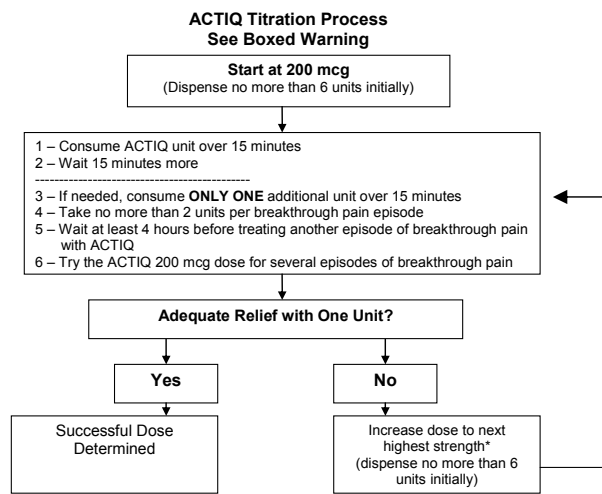 ACTIQ Titration Process
See Boxed Warning
Start at 200 mcg
(Dispense no more than 6 units initially)
1 – Consume ACTIQ unit over 15 minutes
2 – Wait 15 minutes more
--------------------------------------------
3 – If needed, consume ONLY ONE additional unit over 15 minutes
4 – Take no more than 2 units per breakthrough pain episode
5 – Wait at least 4 hours before treating another episode of breakthrough pain
with ACTIQ
6 – Try the ACTIQ 200 mcg dose for several episodes of breakthrough pain
Adequate Relief with One Unit?
Yes
No
Successful Dose
Determined
Increase dose to next
highest strength*
(dispense no more than 6
units initially)